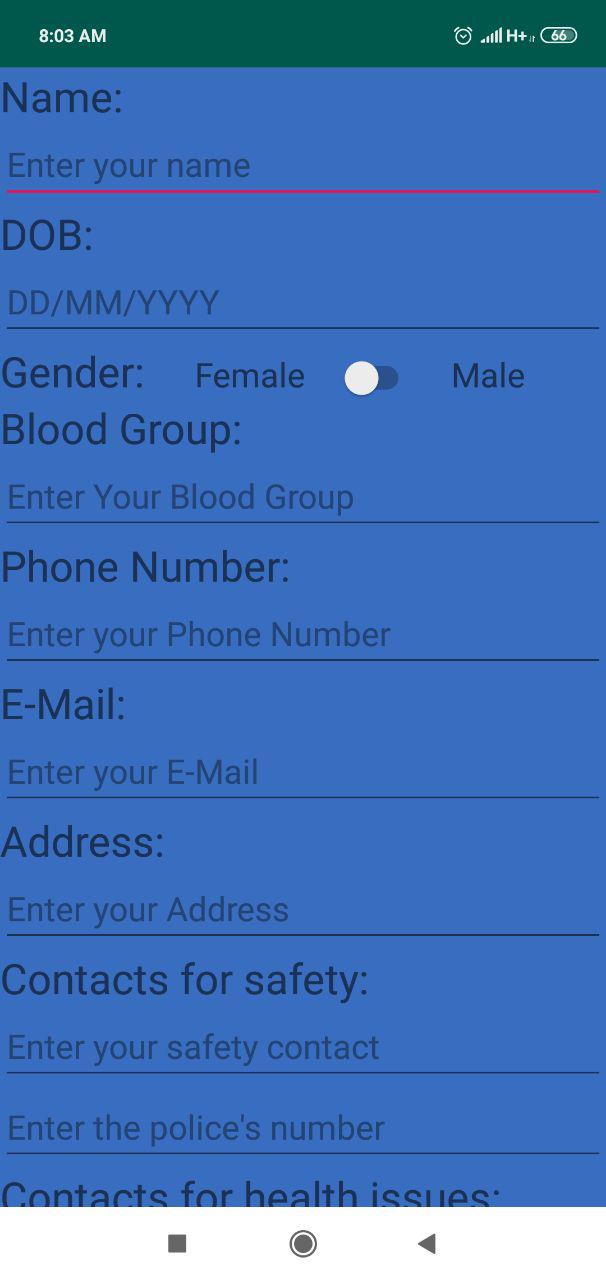 8:03 AM H+ 66
Name:
Enter your name
DOB:
DD/MM/YYYY
Gender: Female Male
Blood Group:
Enter Your Blood Group
Phone Number:
Enter your Phone Number
E-Mail:
Enter your E-Mail
Address:
Enter your Address
Contacts for safety:
Enter your safety contact
Enter the police's number
Contacts for health issues: